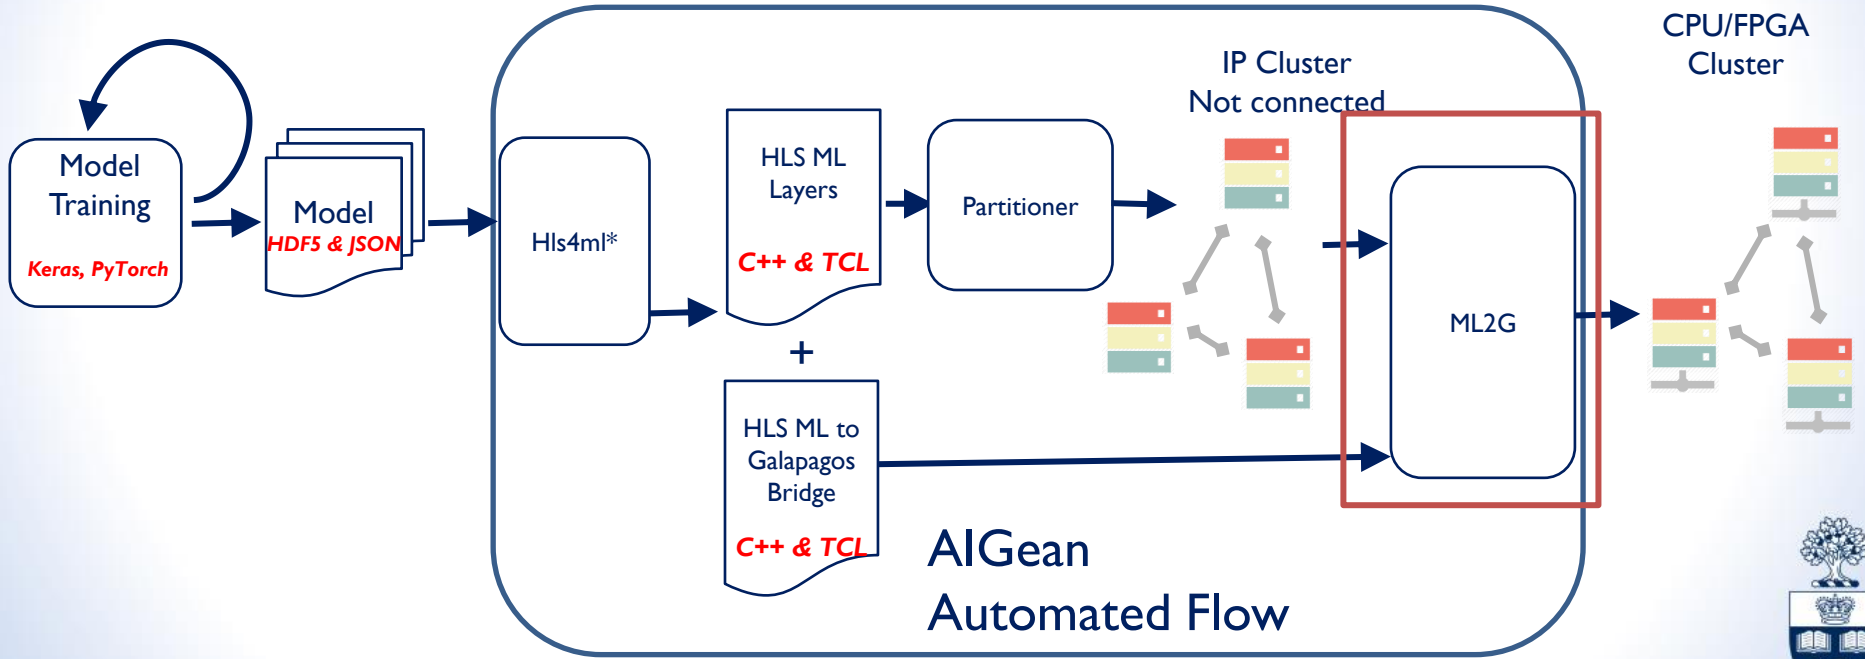 Model
Training
Keras, PyTorch
Model
HDF5 & JSON
Hls4ml*
HLS ML
Layers
C++ & TCL
+
HLS ML to
Galapagos
Bridge
C++ & TCL
Partitioner
IP Cluster
Not connected
ML2G
CPU/FPGA
Cluster
AIGean
Automated Flow